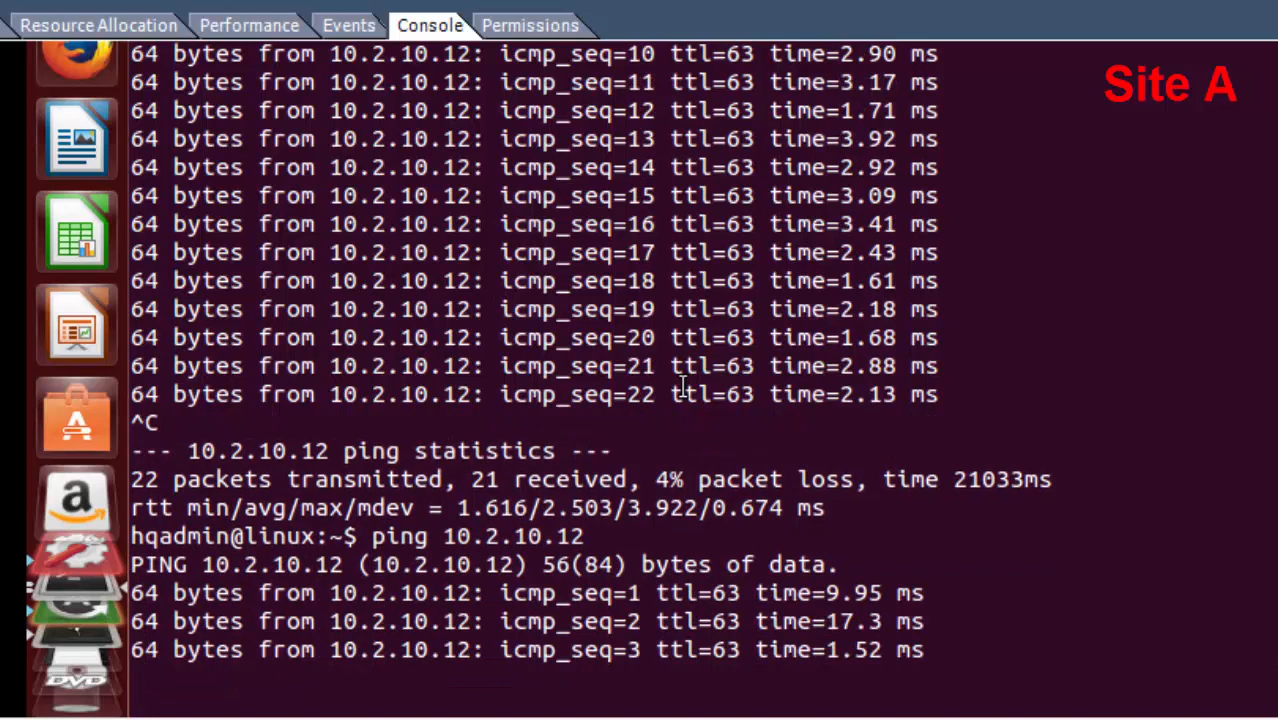 Resource Allocation Performance Events Console Permissions
64 bytes from 10.2.10.12: icmp_seq=10 ttl=63 time=2.90 ms
Site A
64 bytes from 10.2.10.12: icmp_seq=11 ttl=63 time=3.17 ms
64 bytes from 10.2.10.12: icmp_seq=12 ttl=63 time=1.71 ms
64 bytes from 10.2.10.12: icmp_seq=13 ttl=63 time=3.92 ms
64 bytes from 10.2.10.12: icmp_seq=14 ttl=63 time=2.92 ms
64 bytes from 10.2.10.12: icmp_seq=15 ttl=63 time=3.09 ms
64 bytes from 10.2.10.12: icmp_seq=16 ttl=63 time=3.41 ms
64 bytes from 10.2.10.12: icmp_seq=17 ttl=63 time=2.43 ms
64 bytes from 10.2.10.12: icmp_seq=18 ttl=63 time=1.61 ms
64 bytes from 10.2.10.12: icmp_seq=19 ttl=63 time=2.18 ms
64 bytes from 10.2.10.12: icmp_seq=20 ttl=63 time=1.68 ms
64 bytes from 10.2.10.12: icmp_seq=21 ttl=63 time=2.88 ms
64 bytes from 10.2.10.12: icmp_seq=22 ttl=63 time=2.13 ms
^C
--- 10.2.10.12 ping statistics ---
22 packets transmitted, 21 received, 4% packet loss, time 21033ms
rtt min/avg/max/mdev = 1.616/2.503/3.922/0.674 ms
hqadmin@linux:~$ ping 10.2.10.12
PING 10.2.10.12 (10.2.10.12) 56(84) bytes of data.
64 bytes from 10.2.10.12: icmp_seq=1 ttl=63 time=9.95 ms
64 bytes from 10.2.10.12: icmp_seq=2 ttl=63 time=17.3 ms
64 bytes from 10.2.10.12: icmp_seq=3 ttl=63 time=1.52 ms
A
a
DVD